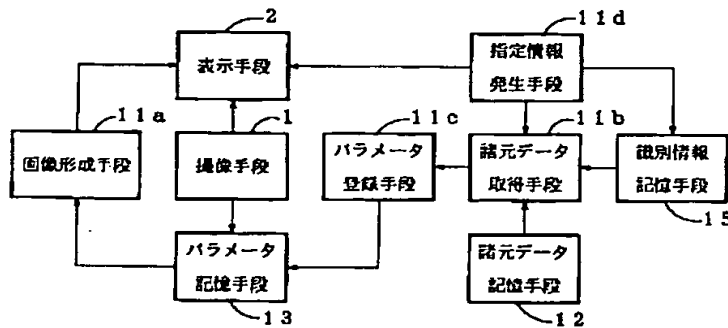 2
11d
表示手段
指定情報
発生手段
11a
1
11c
11b
画像形成手段
撮像手段
パラメータ
登録手段
諸元データ
取得手段
識別情報
記憶手段
15
パラメータ
記憶手段
諸元データ
記憶手段
13
12